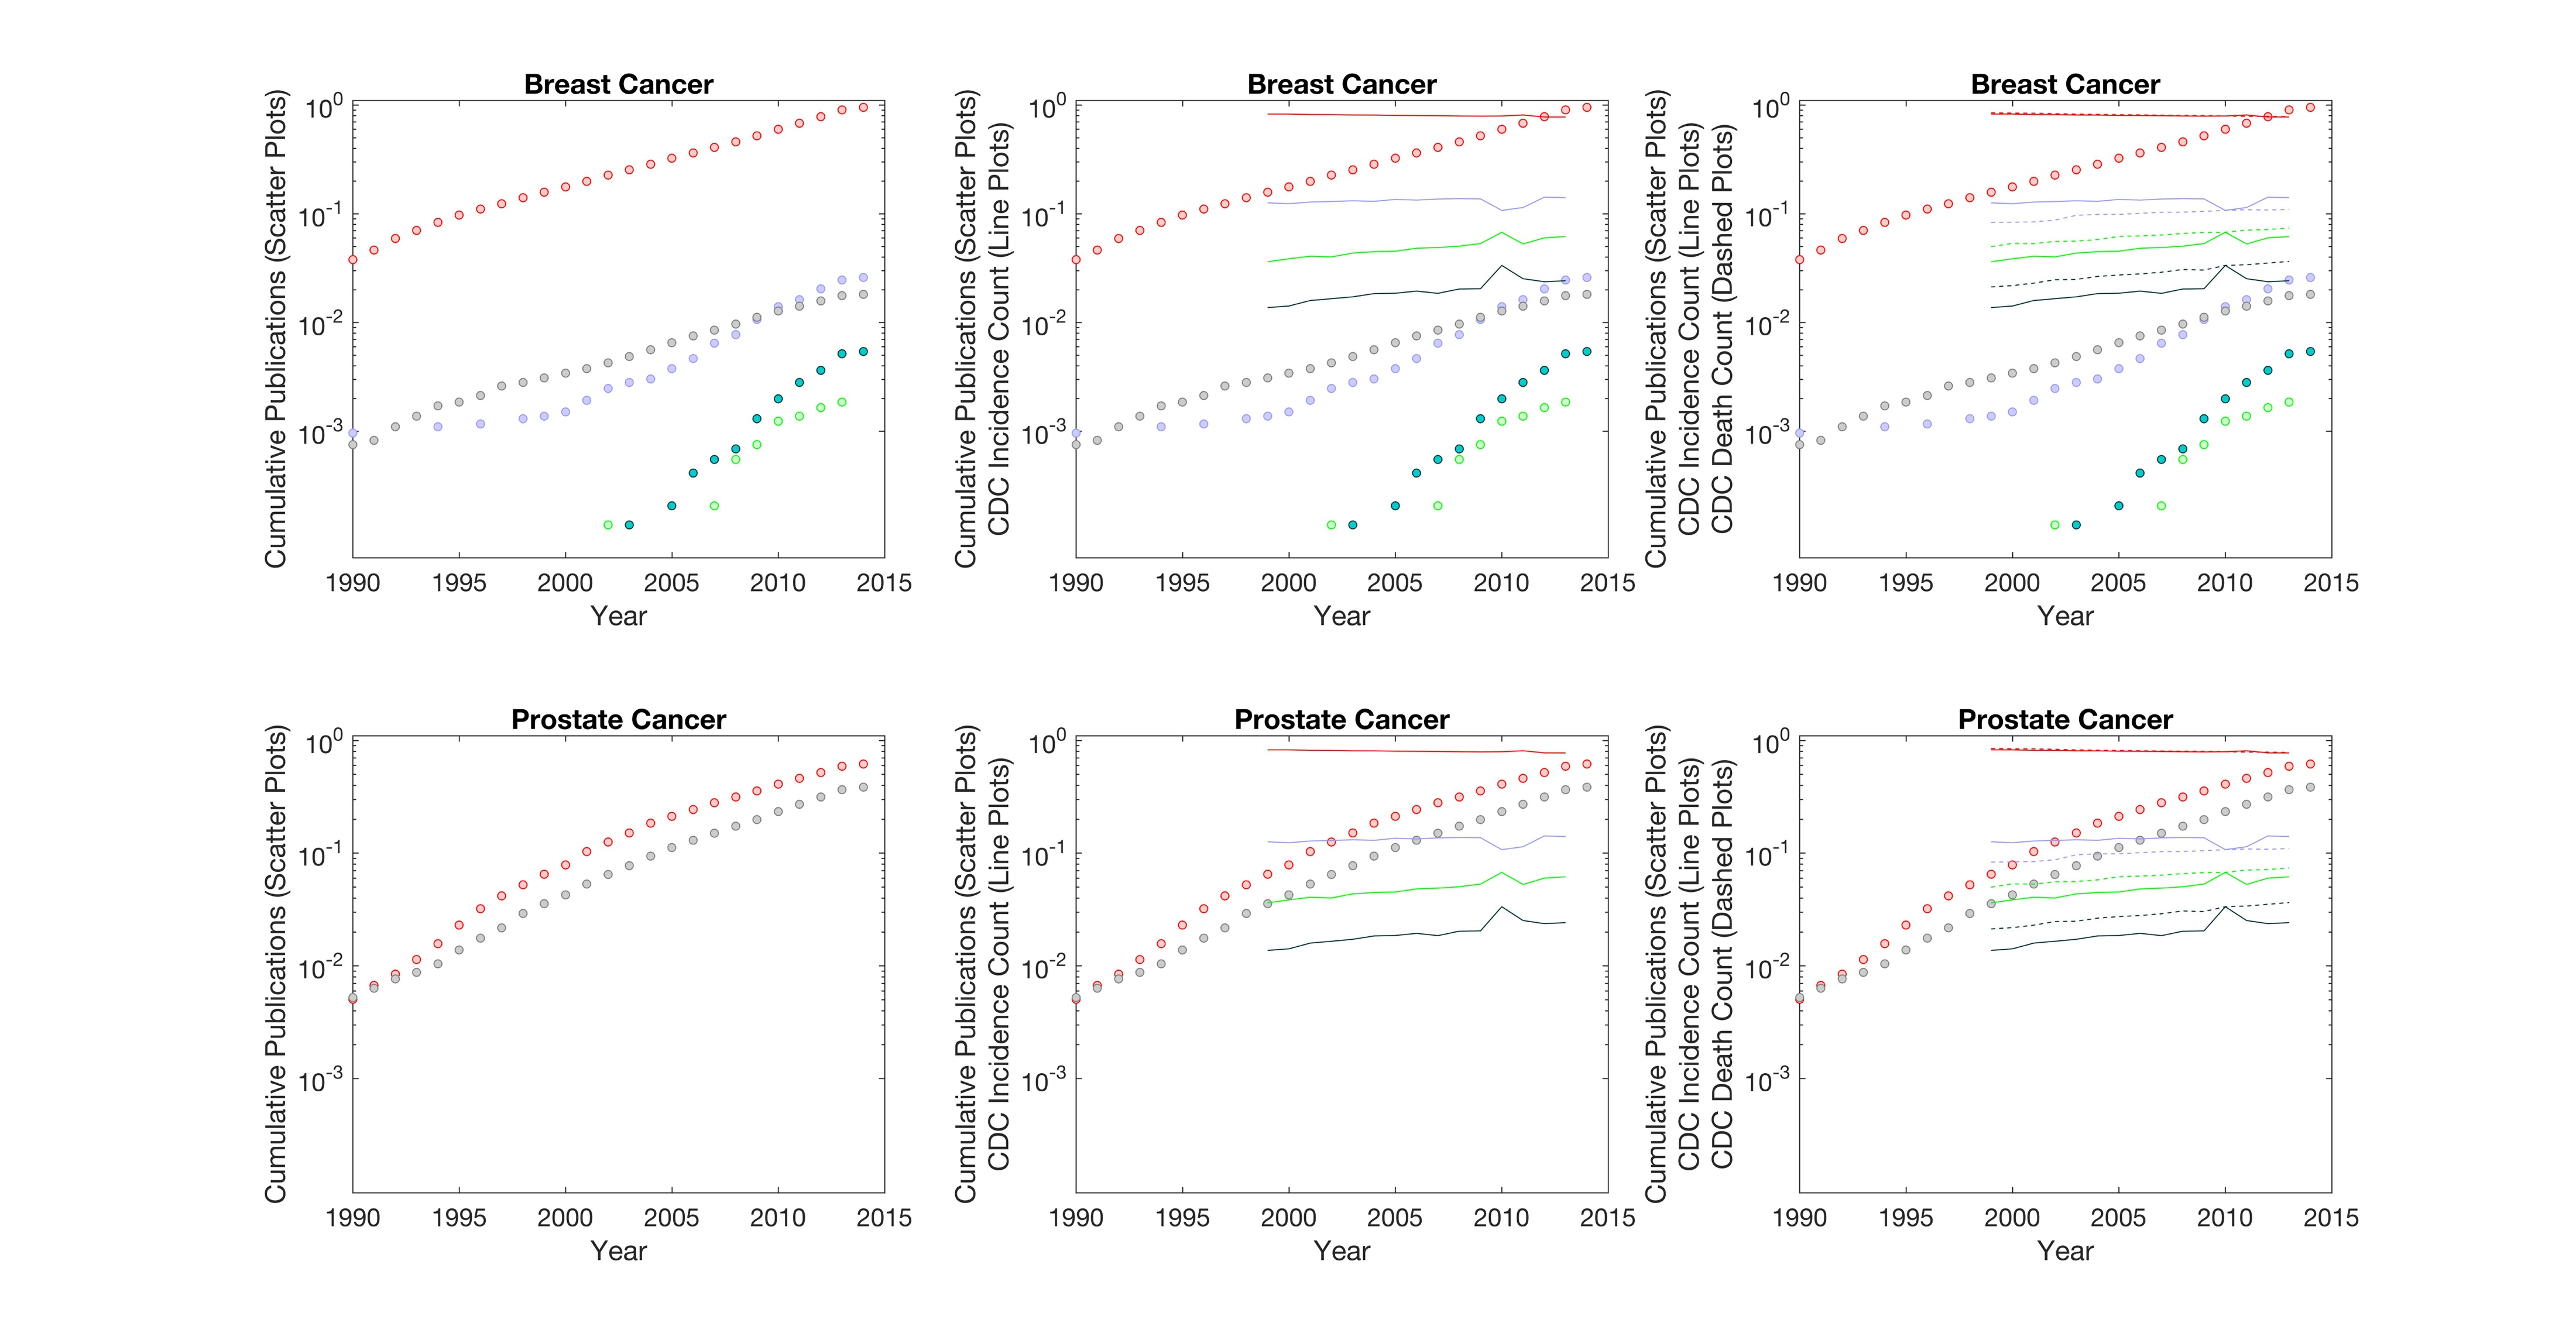 Breast Cancer
Cumulative Publications (Scatter Plots)
10^0
10^-1
10^-2
10^-3
1990 1995 2000 2005 2010 2015
Year
Breast Cancer
Cumulative Publications (Scatter Plots)
CDC Incidence Count (Line Plots)
10^0
10^-1
10^-2
10^-3
1990 1995 2000 2005 2010 2015
Year
Breast Cancer
Cumulative Publications (Scatter Plots)
CDC Incidence Count (Line Plots)
CDC Death Count (Dashed Plots)
10^0
10^-1
10^-2
10^-3
1990 1995 2000 2005 2010 2015
Year
Prostate Cancer
Cumulative Publications (Scatter Plots)
10^0
10^-1
10^-2
10^-3
1990 1995 2000 2005 2010 2015
Year
Prostate Cancer
Cumulative Publications (Scatter Plots)
CDC Incidence Count (Line Plots)
10^0
10^-1
10^-2
10^-3
1990 1995 2000 2005 2010 2015
Year
Prostate Cancer
Cumulative Publications (Scatter Plots)
CDC Incidence Count (Line Plots)
CDC Death Count (Dashed Plots)
10^0
10^-1
10^-2
10^-3
1990 1995 2000 2005 2010 2015
Year